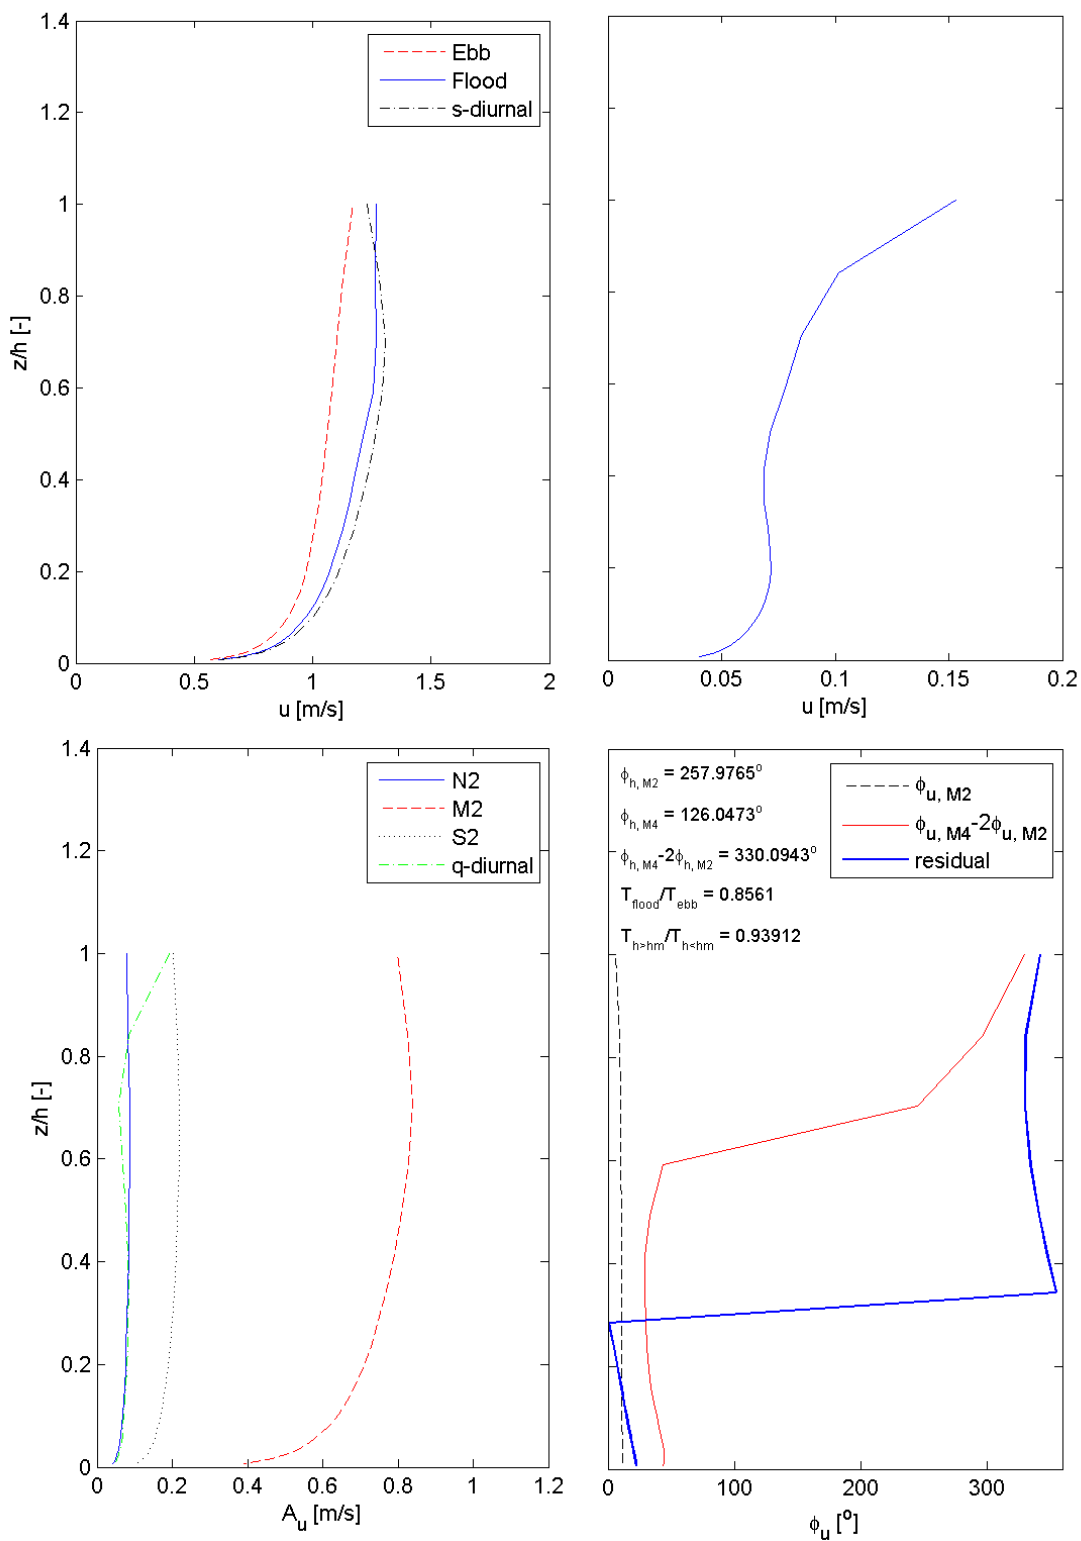 1.4
1.2
1
0.8
0.6
0.4
0.2
0
z/h [-]
Ebb
Flood
s-diurnal
0 0.5 1 1.5 2
u [m/s]
0 0.05 0.1 0.15 0.2
u [m/s]
1.4
1.2
1
0.8
0.6
0.4
0.2
0
z/h [-]
N2
M2
S2
q-diurnal
0 0.2 0.4 0.6 0.8 1 1.2
A_u [m/s]
ϕ_h, M2 = 257.9765^o
ϕ_h, M4 = 126.0473^o
ϕ_h, M4-2ϕ_h, M2 = 330.0943^o
T_flood/T_ebb = 0.8561
T_h>hm/T_h<hm = 0.93912
ϕ_u, M2
ϕ_u, M4-2ϕ_u, M2
residual
0 100 200 300
ϕ_u [^o]